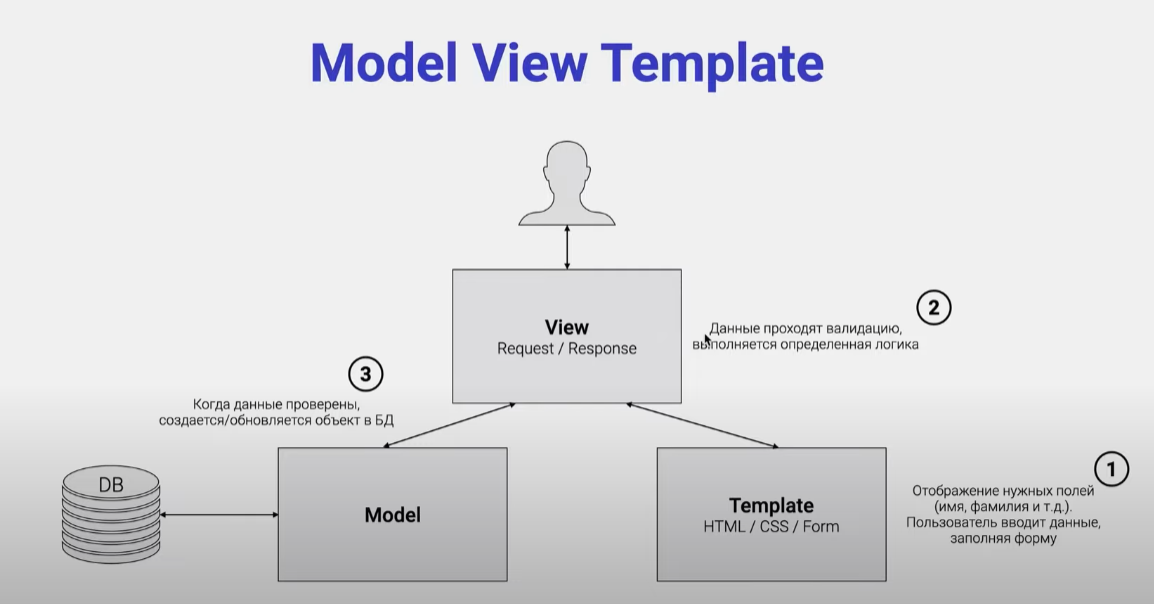 Model View Template
View
Request / Response
2
Данные проходят валидацию,
выполняется определенная логика
3
Когда данные проверены,
создается/обновляется объект в БД
DB
Model
Template
HTML / CSS / Form
1
Отображение нужных полей
(имя, фамилия и т.д.).
Пользователь вводит данные,
заполняя форму